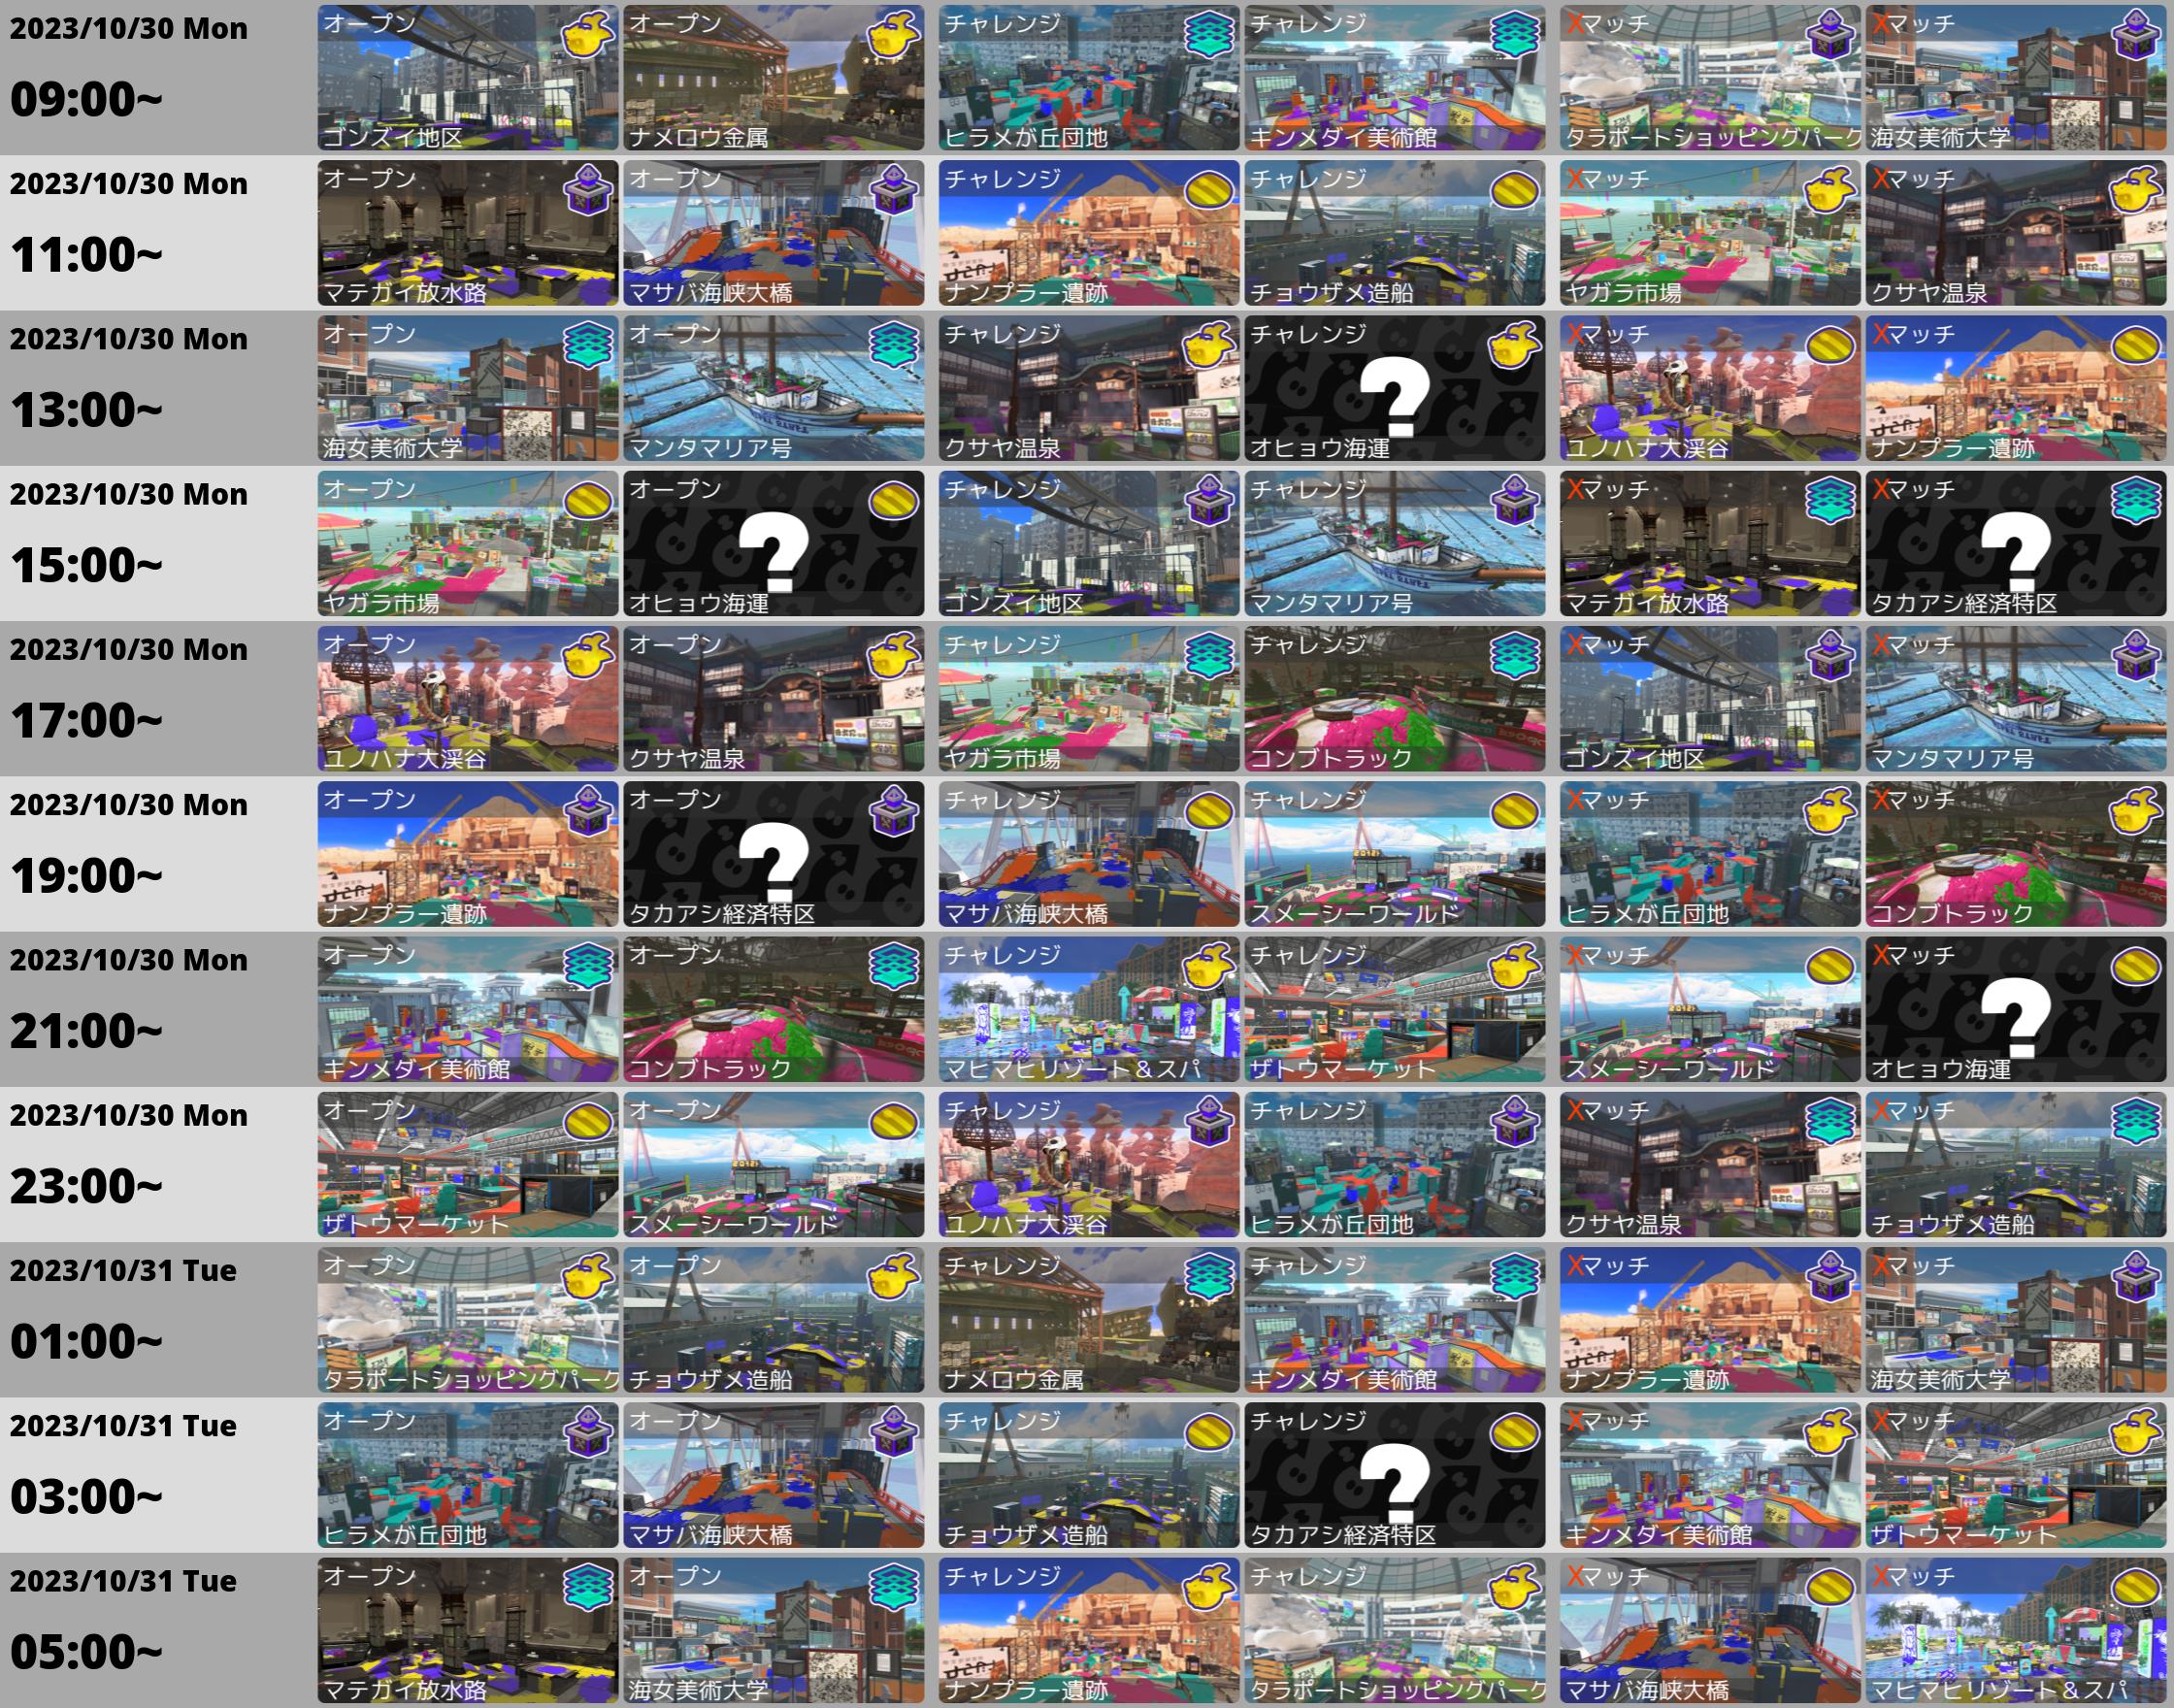 2023/10/30 Mon
09:00~
オープン
オープン
チャレンジ
チャレンジ
Xマッチ
Xマッチ
ゴンズイ地区
ナメロウ金属
ヒラメが丘団地
キンメダイ美術館
タラポートショッピングパーク
海女美術大学
2023/10/30 Mon
11:00~
オープン
オープン
チャレンジ
チャレンジ
Xマッチ
Xマッチ
マテガイ放水路
マサバ海峡大橋
ナンプラー遺跡
チョウザメ造船
ヤガラ市場
クサヤ温泉
2023/10/30 Mon
13:00~
オープン
オープン
チャレンジ
チャレンジ
Xマッチ
Xマッチ
?
海女美術大学
マンタマリア号
クサヤ温泉
オヒョウ海運
ユノハナ大渓谷
ナンプラー遺跡
2023/10/30 Mon
15:00~
オープン
オープン
チャレンジ
チャレンジ
Xマッチ
Xマッチ
?
?
ヤガラ市場
オヒョウ海運
ゴンズイ地区
マンタマリア号
マテガイ放水路
タカアシ経済特区
2023/10/30 Mon
17:00~
オープン
オープン
チャレンジ
チャレンジ
Xマッチ
Xマッチ
ユノハナ大渓谷
クサヤ温泉
ヤガラ市場
コンブトラック
ゴンズイ地区
マンタマリア号
2023/10/30 Mon
19:00~
オープン
オープン
チャレンジ
チャレンジ
Xマッチ
Xマッチ
?
ナンプラー遺跡
タカアシ経済特区
マサバ海峡大橋
スメーシーワールド
ヒラメが丘団地
コンブトラック
2023/10/30 Mon
21:00~
オープン
オープン
チャレンジ
チャレンジ
Xマッチ
Xマッチ
?
キンメダイ美術館
コンブトラック
マヒマヒリゾート＆スパ
ザトウマーケット
スメーシーワールド
オヒョウ海運
2023/10/30 Mon
23:00~
オープン
オープン
チャレンジ
チャレンジ
Xマッチ
Xマッチ
ザトウマーケット
スメーシーワールド
ユノハナ大渓谷
ヒラメが丘団地
クサヤ温泉
チョウザメ造船
2023/10/31 Tue
01:00~
オープン
オープン
チャレンジ
チャレンジ
Xマッチ
Xマッチ
タラポートショッピングパーク
チョウザメ造船
ナメロウ金属
キンメダイ美術館
ナンプラー遺跡
海女美術大学
2023/10/31 Tue
03:00~
オープン
オープン
チャレンジ
チャレンジ
Xマッチ
Xマッチ
?
ヒラメが丘団地
マサバ海峡大橋
チョウザメ造船
タカアシ経済特区
キンメダイ美術館
ザトウマーケット
2023/10/31 Tue
05:00~
オープン
オープン
チャレンジ
チャレンジ
Xマッチ
Xマッチ
マテガイ放水路
海女美術大学
ナンプラー遺跡
タラポートショッピングパーク
マサバ海峡大橋
マヒマヒリゾート＆スパ